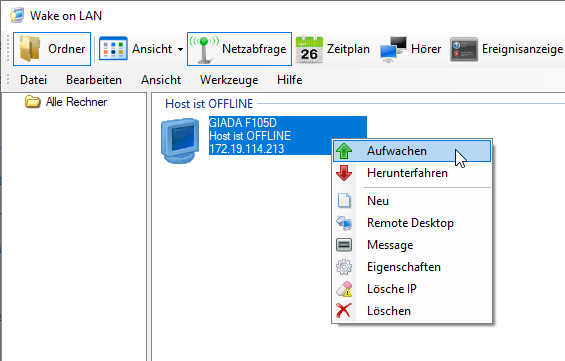 Wake on LAN
Ordner Ansicht Netzabfrage 26 Zeitplan Hörer Ereignisanzeige
Datei Bearbeiten Ansicht Werkzeuge Hilfe
Alle Rechner
Host ist OFFLINE
GIADA F105D
Host ist OFFLINE
172.19.114.213
Aufwachen
Herunterfahren
Neu
Remote Desktop
Message
Eigenschaften
Lösche IP
Löschen